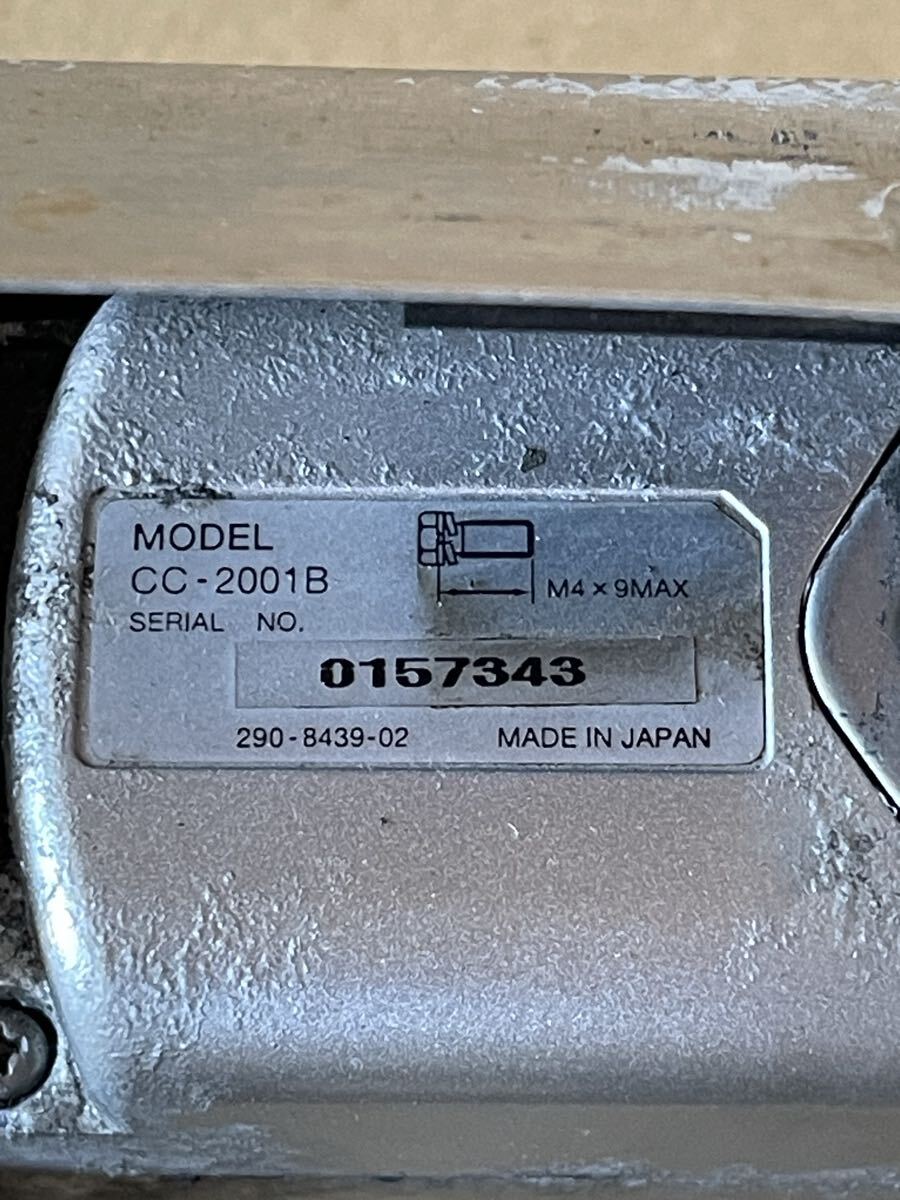 MODEL
CC-2001B
M4×9MAX
SERIAL NO.
0157343
290-8439-02 MADE IN JAPAN